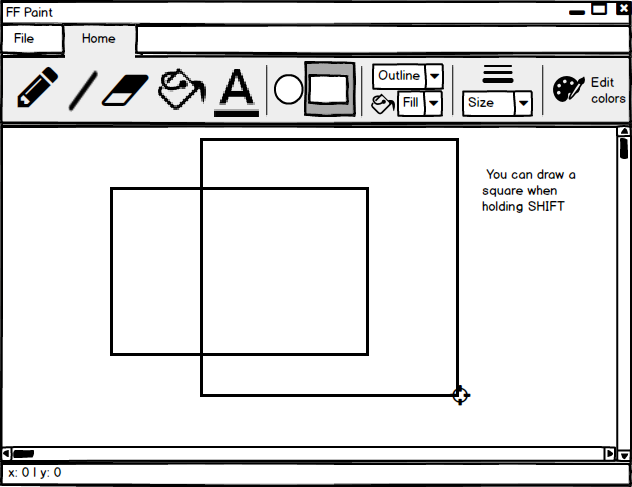 FF Paint
File Home
A
Outline
Fill
Size
Edit
colors
You can draw a
square when
holding SHIFT
x: 0 | y: 0